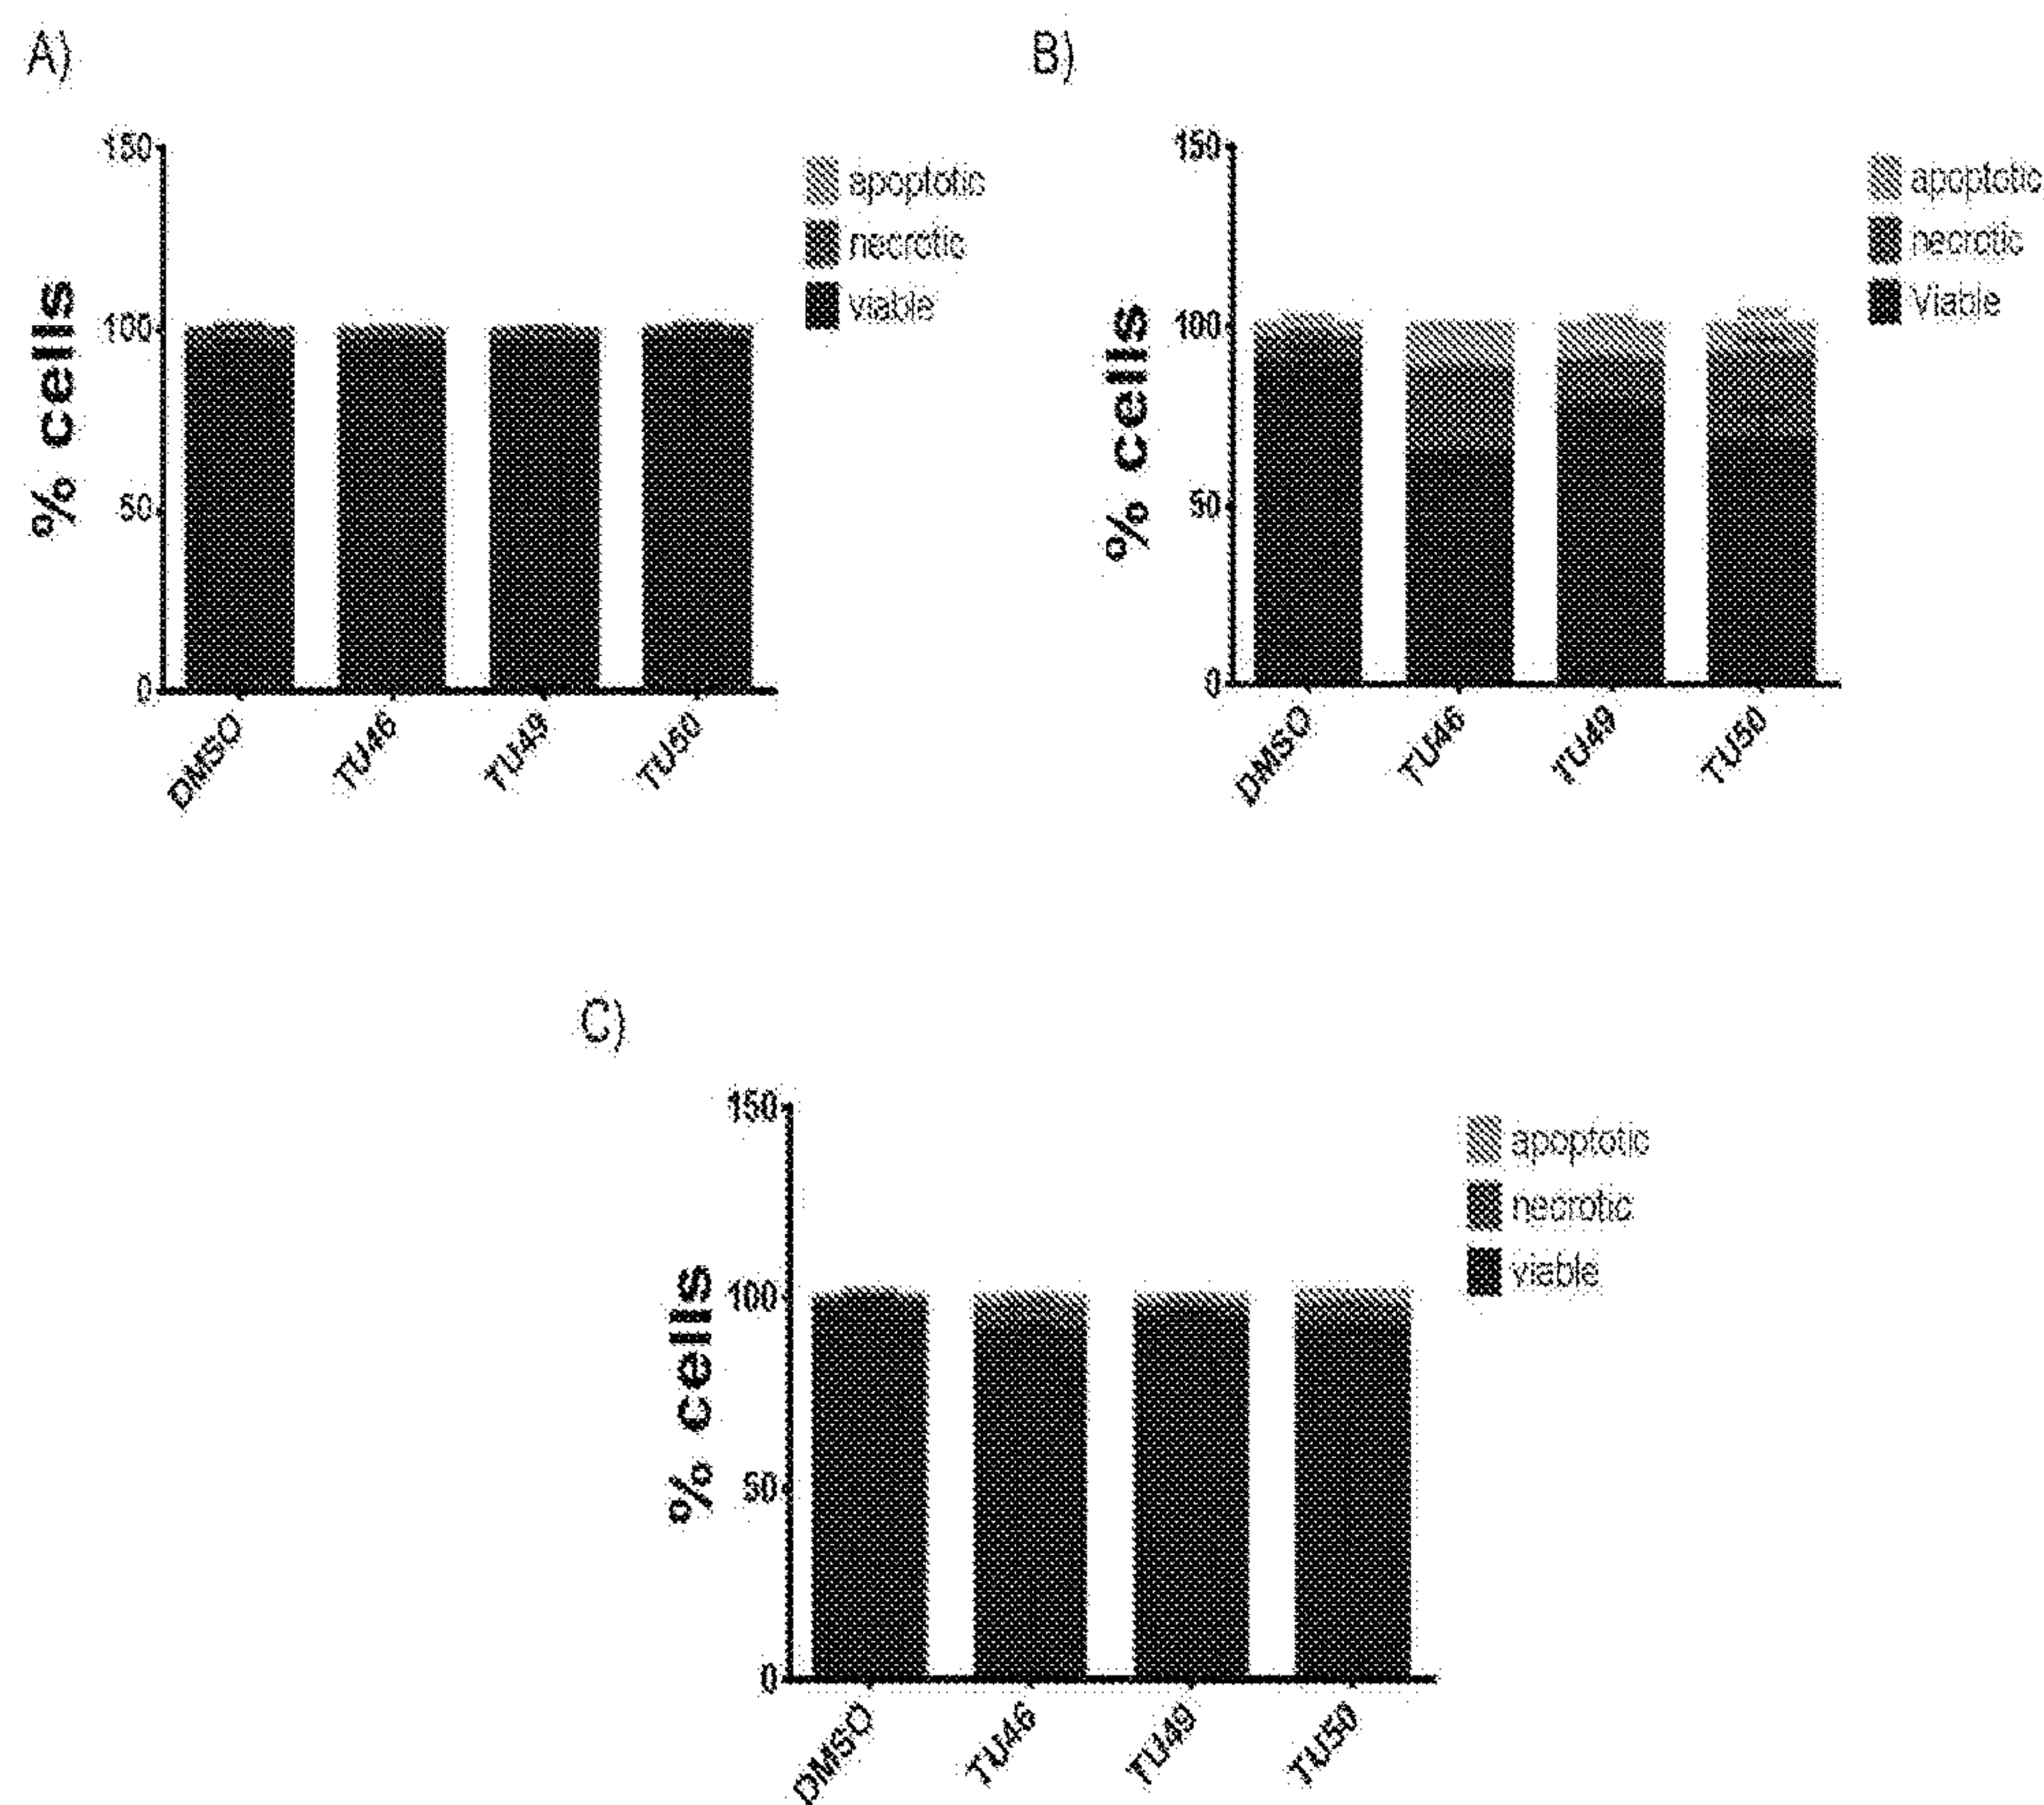 A)
150
100
50
0
% cells
DMSO
TU46
TU49
TU50
apoptotic
necrotic
viable
B)
150
100
50
0
% cells
DMSO
TU46
TU49
TU50
apoptotic
necrotic
Viable
C)
150
100
50
0
% cells
DMSO
TU46
TU49
TU50
apoptotic
necrotic
viable